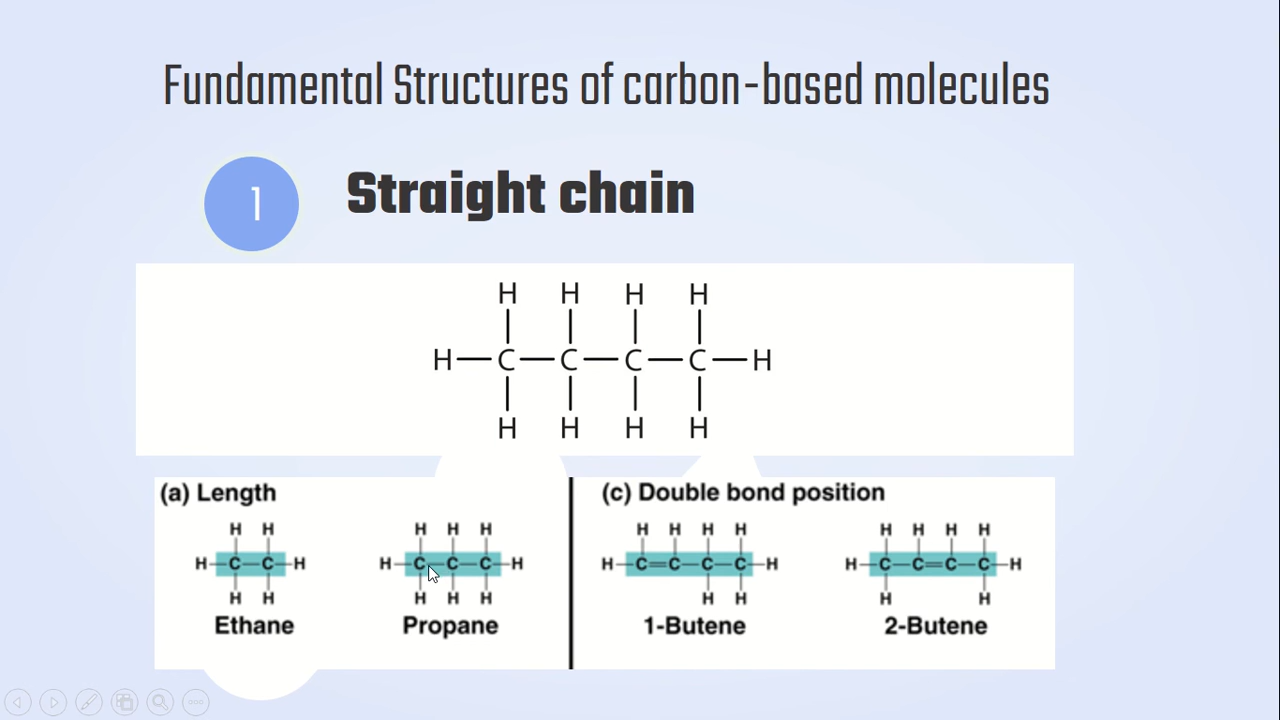 Fundamental Structures of carbon-based molecules
1
Straight chain
H H H H
H—C—C—C—C—H
H H H H
(a) Length
H H
H—C—C—H
H H
Ethane
H H H
H—C—C—C—H
H H H
Propane
(c) Double bond position
H H H H
H—C=C—C—C—H
H H
1-Butene
H H H H
H—C—C=C—C—H
H H
2-Butene